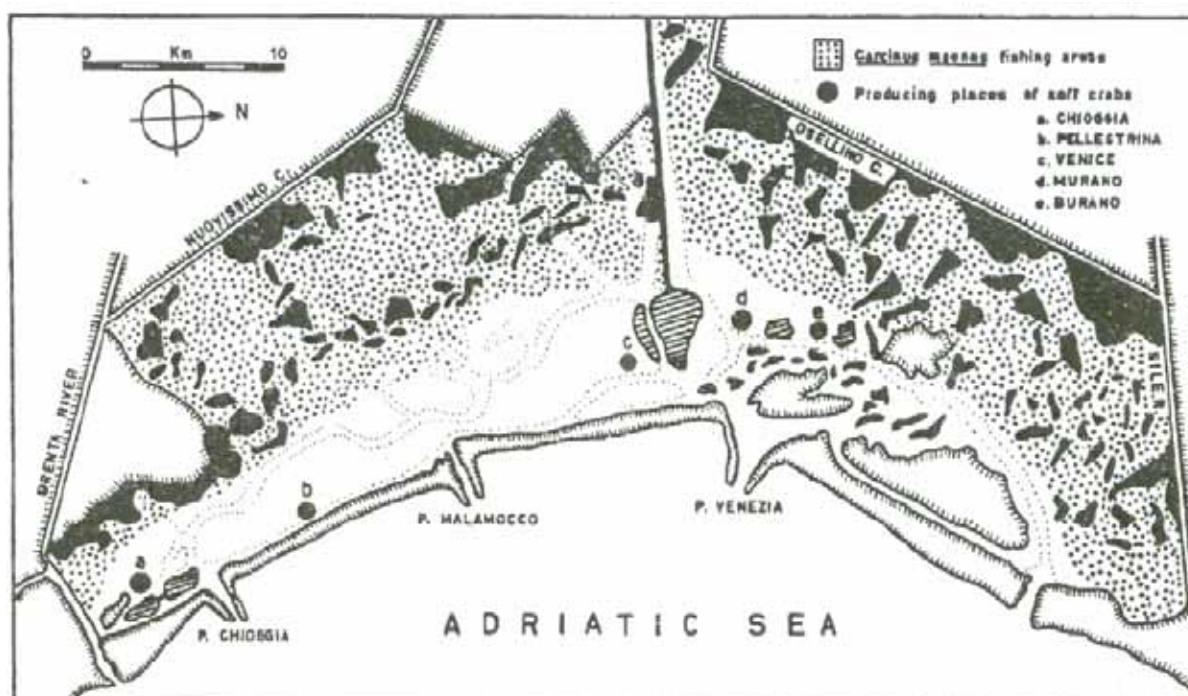 0 Km 10
N
Carcinus maenas fishing areas
Producing places of soft crabs
a. CHIOGGIA
b. PELLESTRINA
c. VENICE
d. MURANO
e. BURANO
OSELLINO C.
NUOVISSIMO C.
BRENTA RIVER
SILE R.
d
e
c
b
a
P. MALAMOCCO
P. VENEZIA
P. CHIOGGIA
ADRIATIC SEA